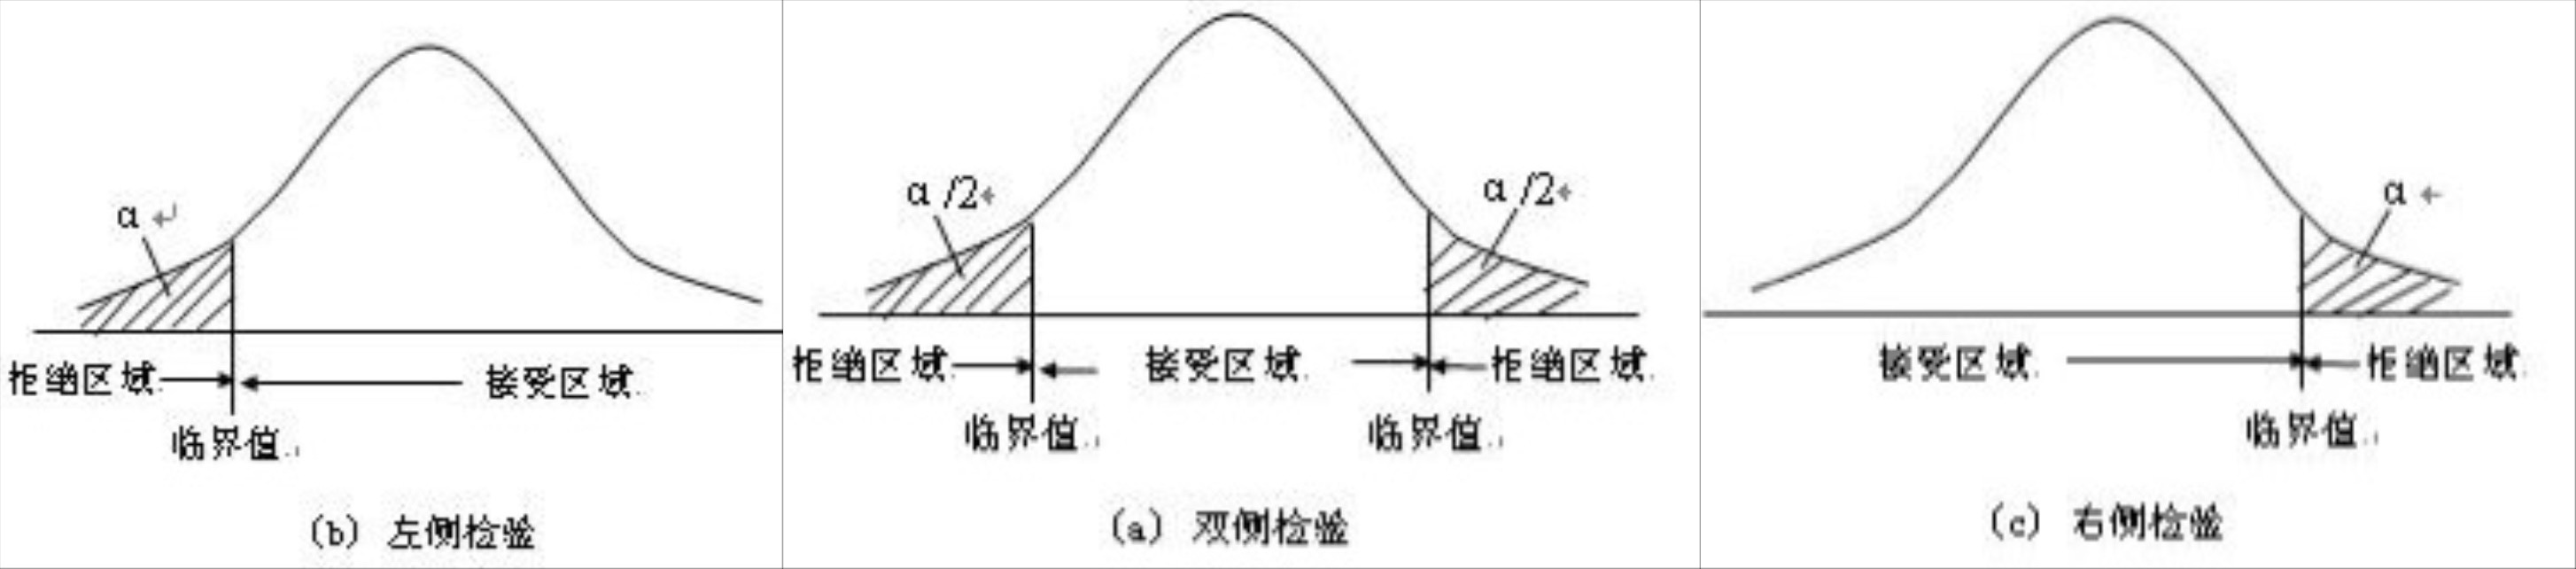 α
拒绝区域
接受区域
临界值
(b) 左侧检验
α/2
α/2
拒绝区域
接受区域
拒绝区域
临界值
临界值
(a) 双侧检验
α
接受区域
拒绝区域
临界值
(c) 右侧检验